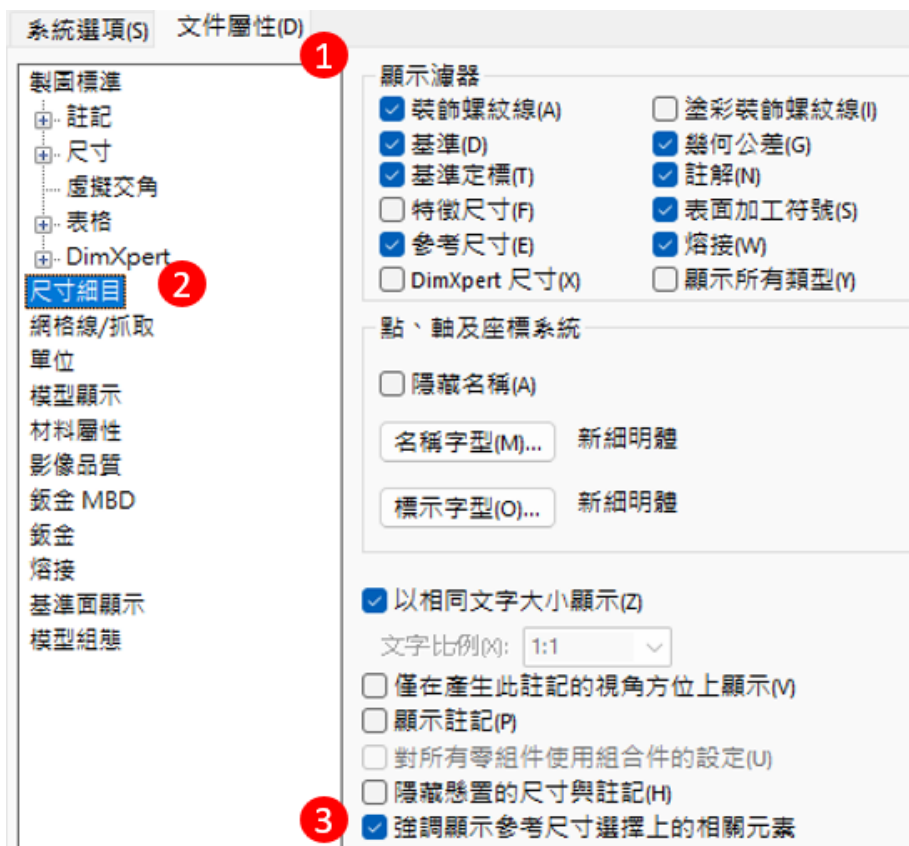 系統選項(S) 文件屬性(D)
1
製圖標準
註記
尺寸
虛擬交角
表格
DimXpert
尺寸細目
2
網格線/抓取
單位
模型顯示
材料屬性
影像品質
鈑金 MBD
鈑金
熔接
基準面顯示
模型組態
顯示濾器
裝飾螺紋線(A) 塗彩裝飾螺紋線(I)
基準(D) 幾何公差(G)
基準定標(T) 註解(N)
特徵尺寸(F) 表面加工符號(S)
參考尺寸(E) 熔接(W)
DimXpert 尺寸(X) 顯示所有類型(Y)
點、軸及座標系統
隱藏名稱(A)
名稱字型(M)... 新細明體
標示字型(O)... 新細明體
以相同文字大小顯示(Z)
文字比例(X): 1:1
僅在產生此註記的視角方位上顯示(V)
顯示註記(P)
對所有零組件使用組合件的設定(U)
隱藏懸置的尺寸與註記(H)
3
強調顯示參考尺寸選擇上的相關元素